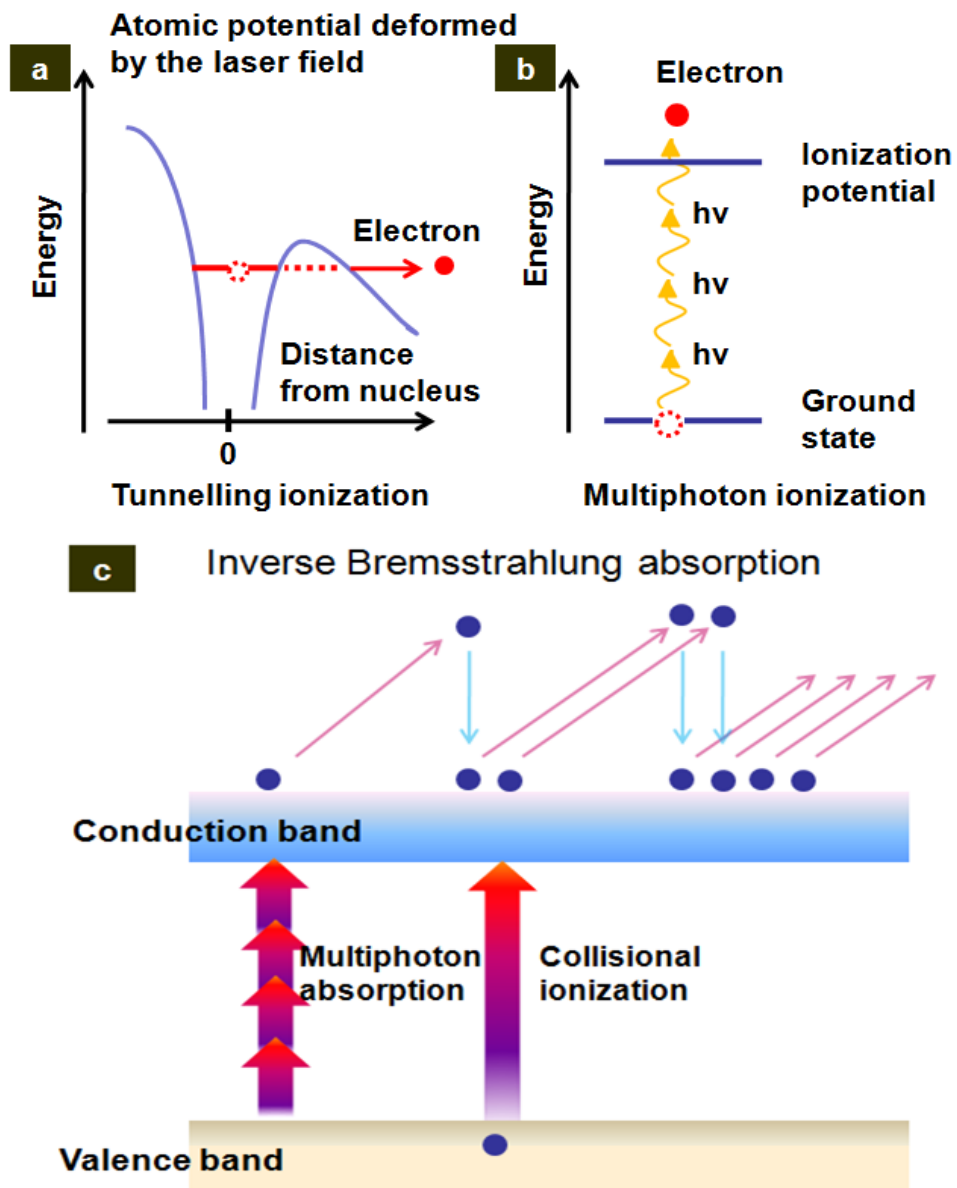 Atomic potential deformed
by the laser field
a
Energy
Electron
Distance
from nucleus
0
Tunnelling ionization
b
Electron
Energy
Ionization
potential
hv
hv
hv
Ground
state
Multiphoton ionization
c
Inverse Bremsstrahlung absorption
Conduction band
Multiphoton
absorption
Collisional
ionization
Valence band